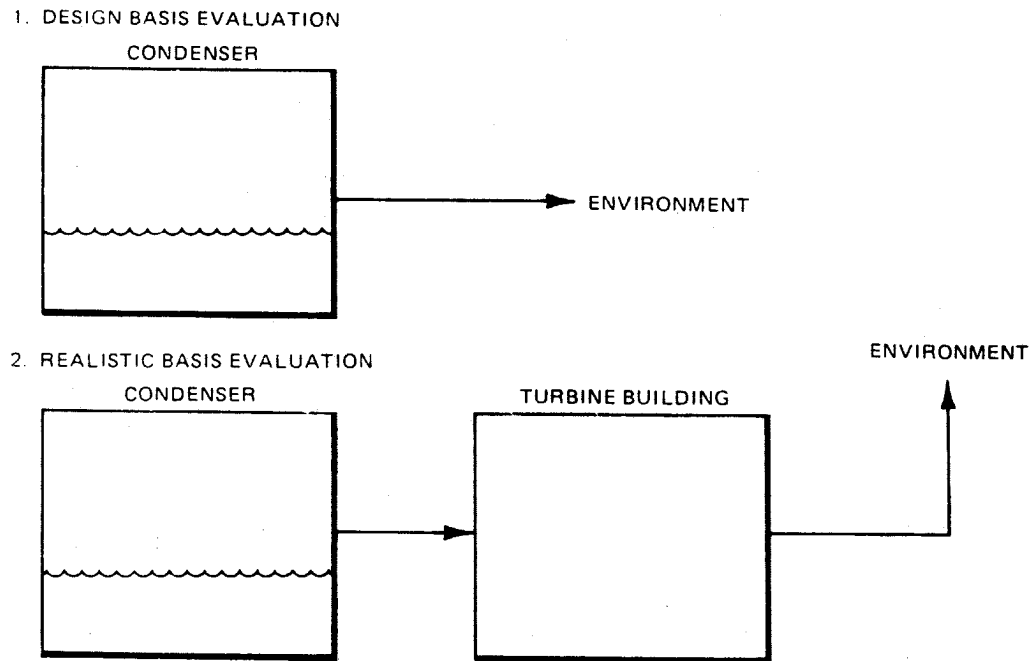 1. DESIGN BASIS EVALUATION
CONDENSER
ENVIRONMENT
2. REALISTIC BASIS EVALUATION
ENVIRONMENT
CONDENSER
TURBINE BUILDING